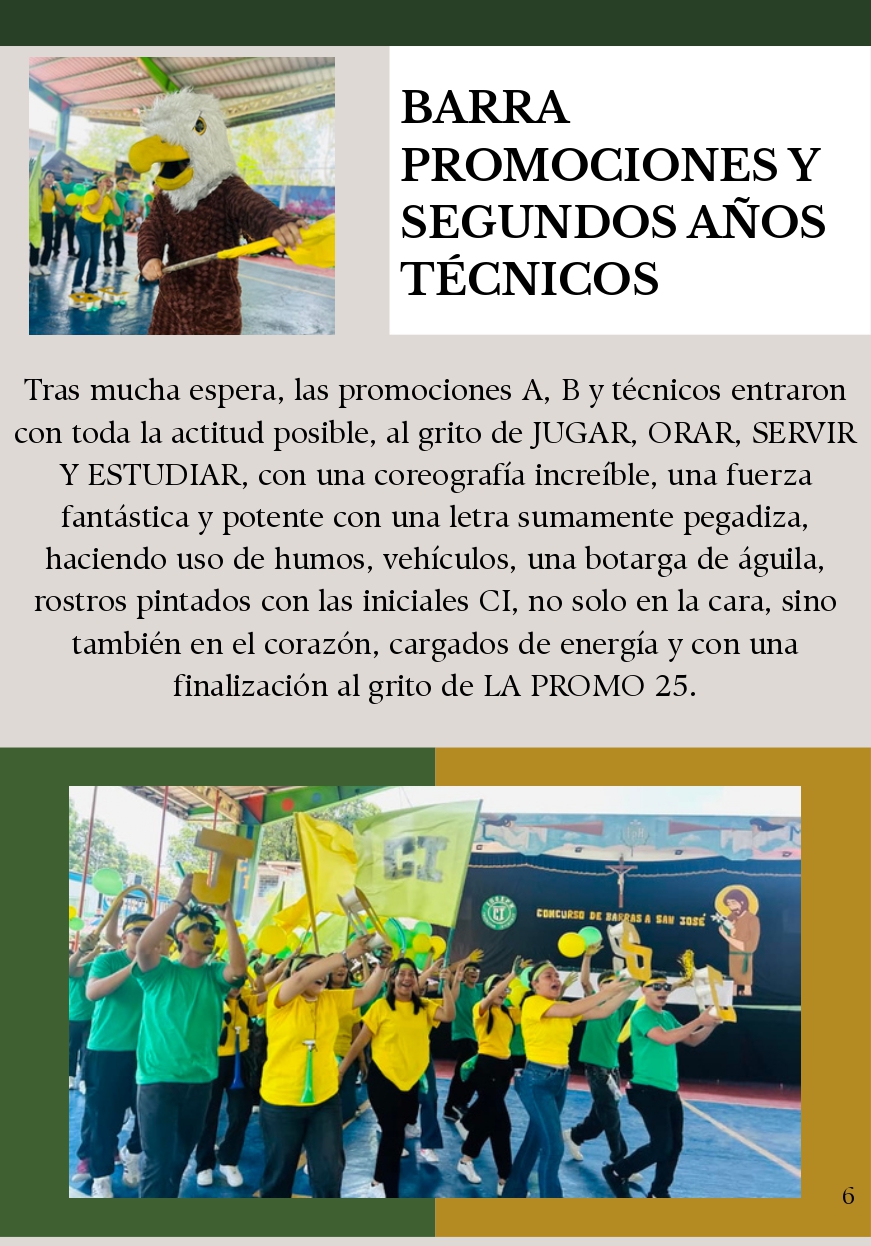 BARRA
PROMOCIONES Y
SEGUNDOS AÑOS
TÉCNICOS
Tras mucha espera, las promociones A, B y técnicos entraron
con toda la actitud posible, al grito de JUGAR, ORAR, SERVIR
Y ESTUDIAR, con una coreografía increíble, una fuerza
fantástica y potente con una letra sumamente pegadiza,
haciendo uso de humos, vehículos, una botarga de águila,
rostros pintados con las iniciales CI, no solo en la cara, sino
también en el corazón, cargados de energía y con una
finalización al grito de LA PROMO 25.
J
CI
CI
CI
CONCURSO DE BARRAS A SAN JOSÉ
S
6